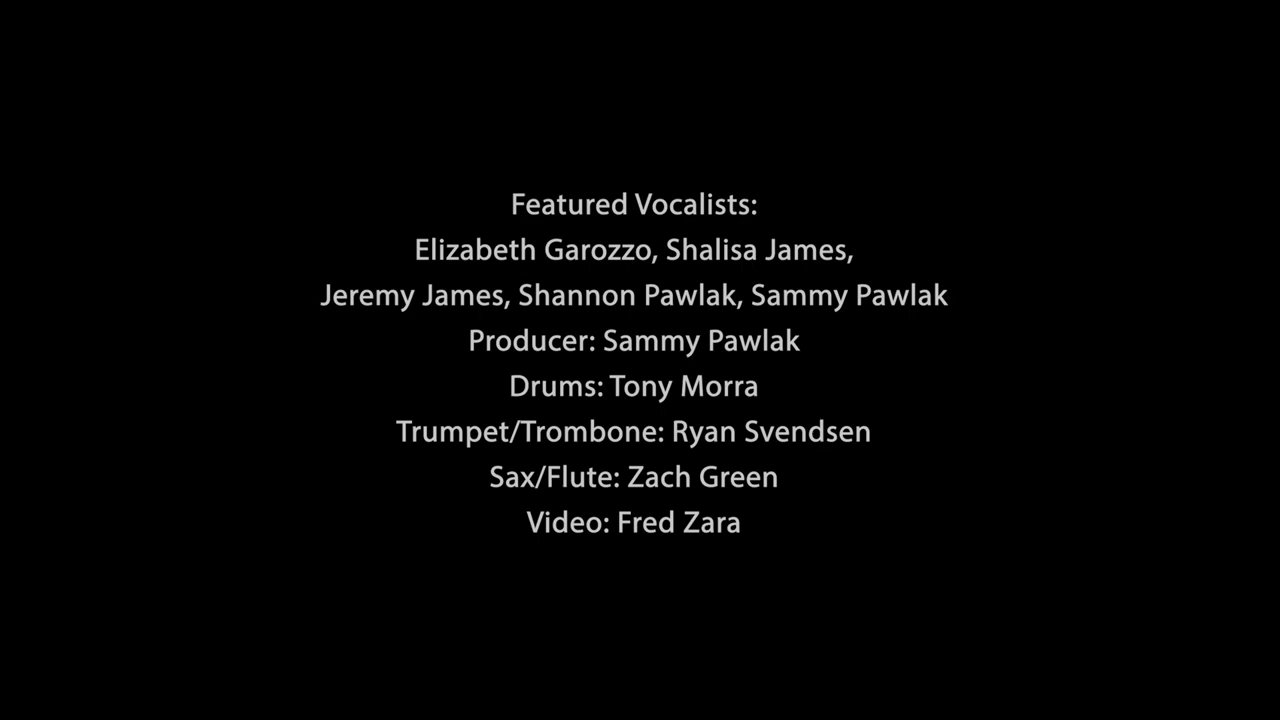 Featured Vocalists:
Elizabeth Garozzo, Shalisa James,
Jeremy James, Shannon Pawlak, Sammy Pawlak
Producer: Sammy Pawlak
Drums: Tony Morra
Trumpet/Trombone: Ryan Svendsen
Sax/Flute: Zach Green
Video: Fred Zara